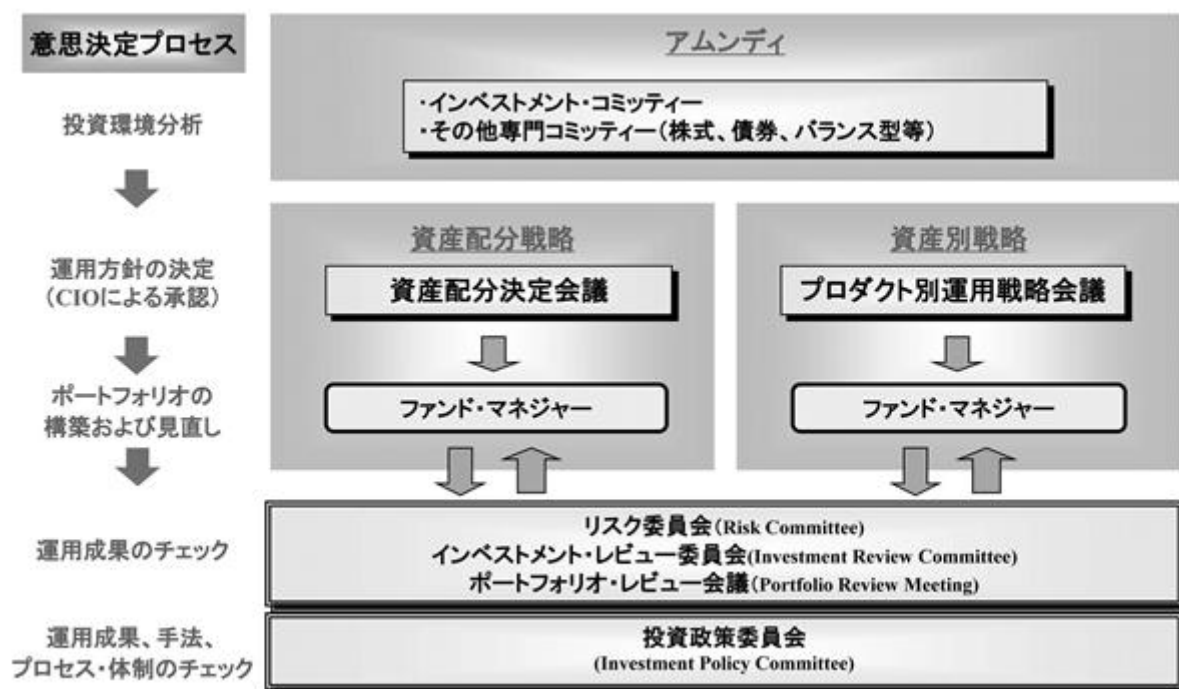 意思決定プロセス
アムンディ
・インベストメント・コミッティー
・その他専門コミッティー(株式、債券、バランス型等)
投資環境分析
資産配分戦略
資産配分決定会議
ファンド・マネジャー
資産別戦略
プロダクト別運用戦略会議
ファンド・マネジャー
運用方針の決定
(CIOによる承認)
ポートフォリオの
構築および見直し
運用成果のチェック
リスク委員会(Risk Committee)
インベストメント・レビュー委員会(Investment Review Committee)
ポートフォリオ・レビュー会議(Portfolio Review Meeting)
運用成果、手法、
プロセス・体制のチェック
投資政策委員会
(Investment Policy Committee)